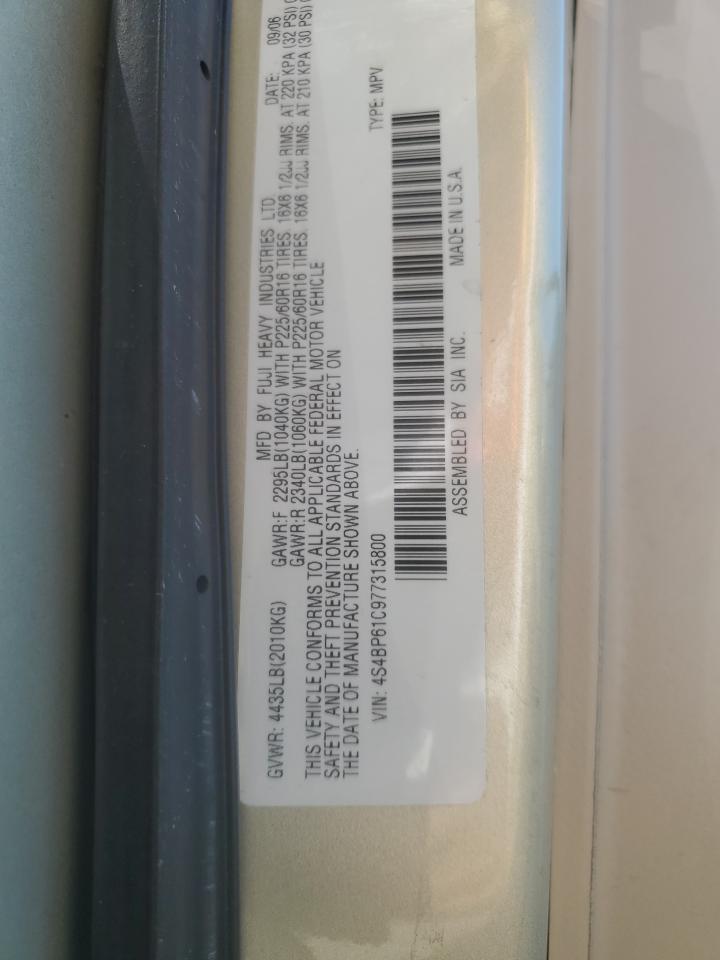 MFD BY FUJI HEAVY INDUSTRIES LTD. DATE: 09/06
GVWR: 4435LB(2010KG) GAWR:F 2295LB(1040KG) WITH P225/60R16 TIRES. 16X6 1/2JJ RIMS. AT 220 KPA (32 PSI)
GAWR:R 2340LB(1060KG) WITH P225/60R16 TIRES. 16X6 1/2JJ RIMS. AT 210 KPA (30 PSI)
THIS VEHICLE CONFORMS TO ALL APPLICABLE FEDERAL MOTOR VEHICLE
SAFETY AND THEFT PREVENTION STANDARDS IN EFFECT ON
THE DATE OF MANUFACTURE SHOWN ABOVE.
VIN: 4S4BP61C977315800 TYPE: MPV
ASSEMBLED BY SIA INC. MADE IN U.S.A.